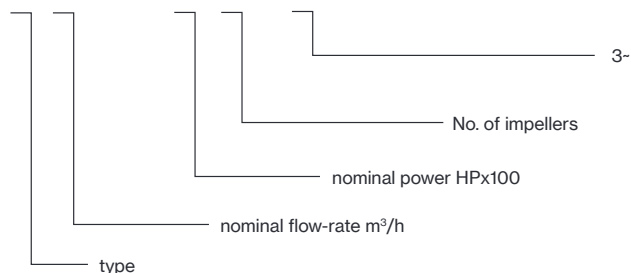 3~
No. of impellers
nominal power HPx100
nominal flow-rate m³/h
type